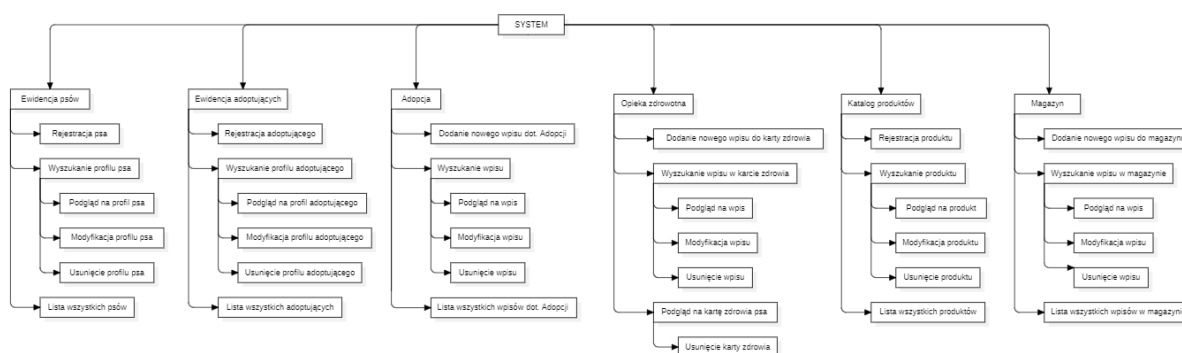 SYSTEM
Ewidencja psów
Rejestracja psa
Wyszukanie profilu psa
Podgląd na profil psa
Modyfikacja profilu psa
Usunięcie profilu psa
Lista wszystkich psów
Ewidencja adoptujących
Rejestracja adoptującego
Wyszukanie profilu adoptującego
Podgląd na profil adoptującego
Modyfikacja profilu adoptującego
Usunięcie profilu adoptującego
Lista wszystkich adoptujących
Adopcja
Dodanie nowego wpisu dot. Adopcji
Wyszukanie wpisu
Podgląd na wpis
Modyfikacja wpisu
Usunięcie wpisu
Lista wszystkich wpisów dot. Adopcji
Opieka zdrowotna
Dodanie nowego wpisu do karty zdrowia
Wyszukanie wpisu w karcie zdrowia
Podgląd na wpis
Modyfikacja wpisu
Usunięcie wpisu
Podgląd na kartę zdrowia psa
Usunięcie karty zdrowia
Katalog produktów
Rejestracja produktu
Wyszukanie produktu
Podgląd na produkt
Modyfikacja produktu
Usunięcie produktu
Lista wszystkich produktów
Magazyn
Dodanie nowego wpisu do magazynu
Wyszukanie wpisu w magazynie
Podgląd na wpis
Modyfikacja wpisu
Usunięcie wpisu
Lista wszystkich wpisów w magazynie